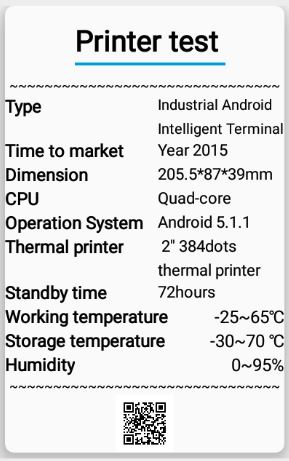 Printer test
~~~~~~~~~~~~~~~~~~~~~~~~~~~~~~
Type Industrial Android
Intelligent Terminal
Time to market Year 2015
Dimension 205.5*87*39mm
CPU Quad-core
Operation System Android 5.1.1
Thermal printer 2" 384dots
thermal printer
Standby time 72hours
Working temperature -25~65℃
Storage temperature -30~70 ℃
Humidity 0~95%
~~~~~~~~~~~~~~~~~~~~~~~~~~~~~~